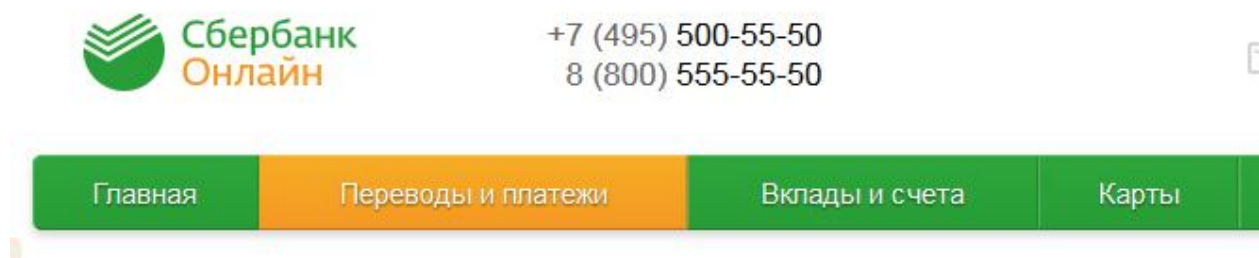 Сбербанк
Онлайн
+7 (495) 500-55-50
8 (800) 555-55-50
Главная
Переводы и платежи
Вклады и счета
Карты